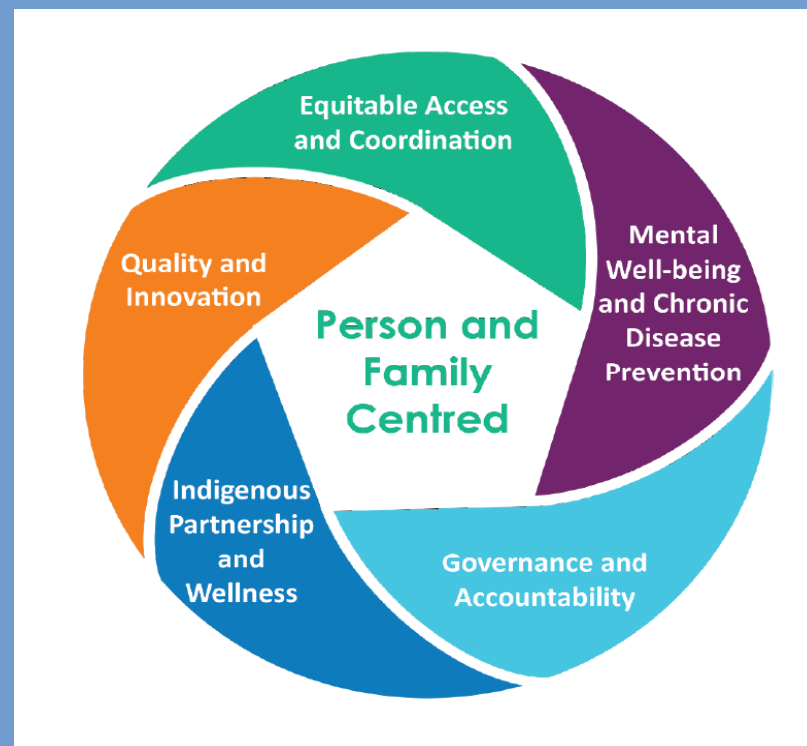 Equitable Access
and Coordination
Mental
Well-being
and Chronic
Disease
Prevention
Governance and
Accountability
Indigenous
Partnership
and
Wellness
Quality and
Innovation
Person and
Family
Centred